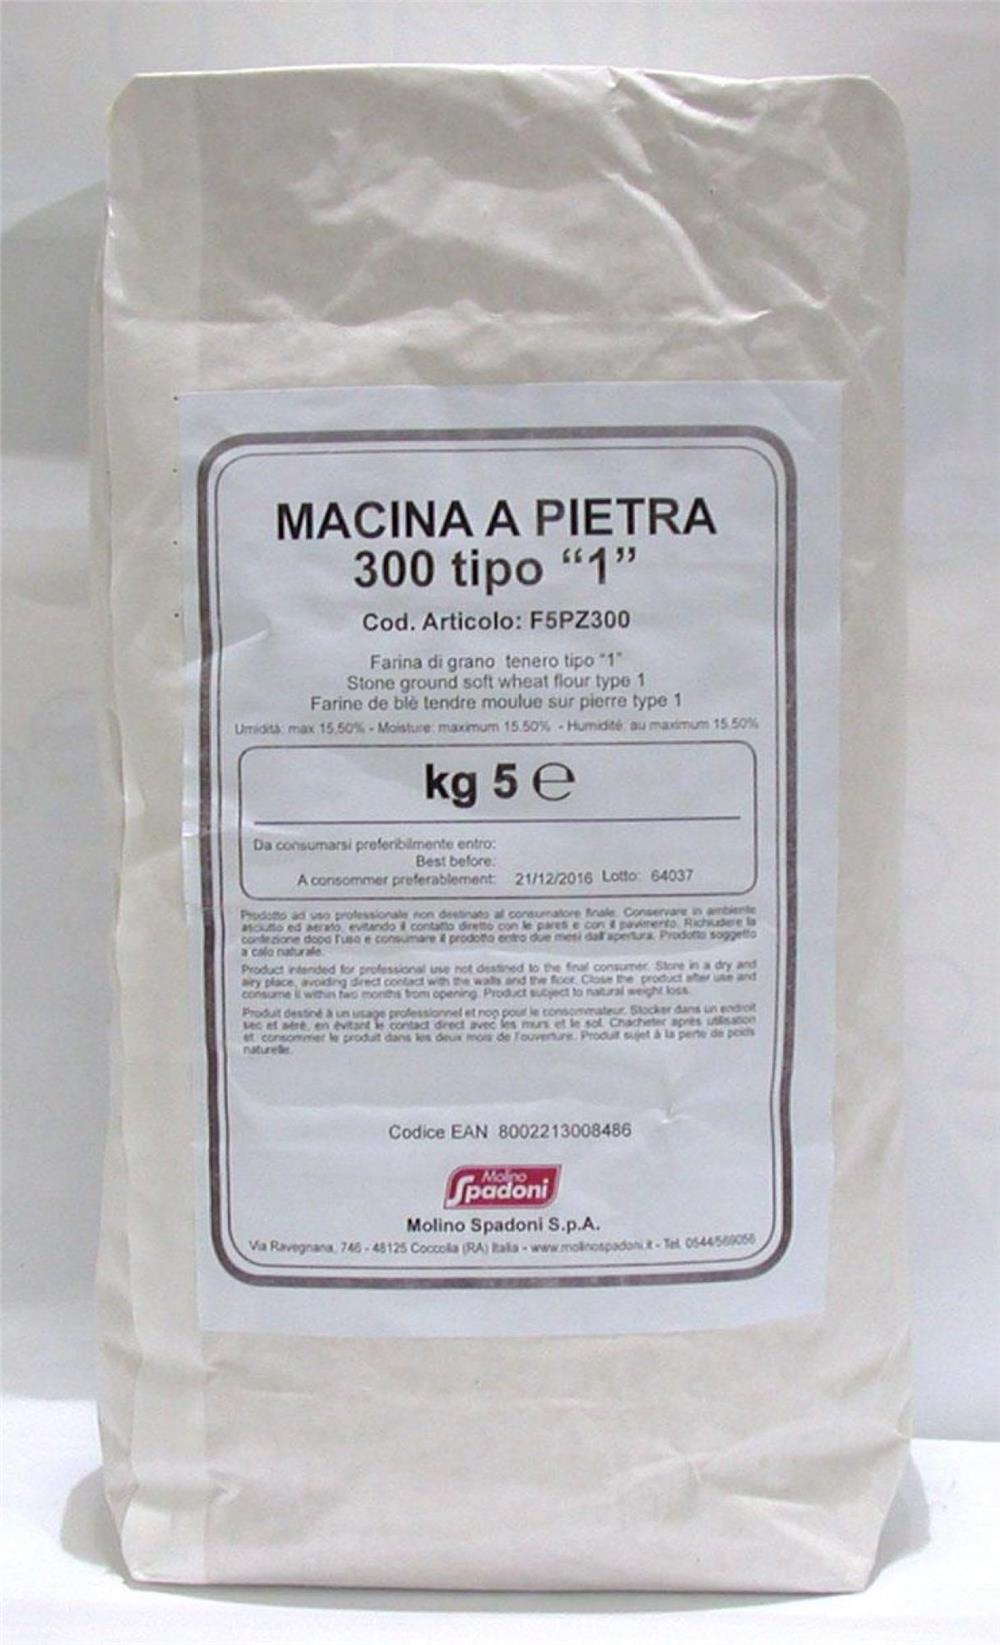 MACINA A PIETRA
300 tipo “1”
Cod. Articolo: F5PZ300
Farina di grano tenero tipo "1"
Stone ground soft wheat flour type 1
Farine de blè tendre moulue sur pierre type 1
Umidità: max 15,50% - Moisture: maximum 15.50% - Humidité: au maximum 15.50%
kg 5 ℮
Da consumarsi preferibilmente entro:
Best before:
A consommer preferablement: 21/12/2016 Lotto: 64037
Prodotto ad uso professionale non destinato al consumatore finale. Conservare in ambiente
asciutto ed aerato, evitando il contatto diretto con le pareti e con il pavimento. Richiudere la
confezione dopo l'uso e consumare il prodotto entro due mesi dall'apertura. Prodotto soggetto
a calo naturale.
Product intended for professional use not destined to the final consumer. Store in a dry and
airy place, avoiding direct contact with the walls and the floor. Close the product after use and
consume it within two months from opening. Product subject to natural weight loss.
Produit destiné à un usage professionnel et non pour le consommateur. Stocker dans un endroit
sec et aéré, en évitant le contact direct avec les murs et le sol. Chacheter après utilisation
et consommer le produit dans les deux mois de l'ouverture. Produit sujet à la perte de poids
naturelle.
Codice EAN 8002213008486
Molino
Spadoni
Molino Spadoni S.p.A.
Via Ravegnana, 746 - 48125 Coccolia (RA) Italia - www.molinospadoni.it - Tel. 0544/569056